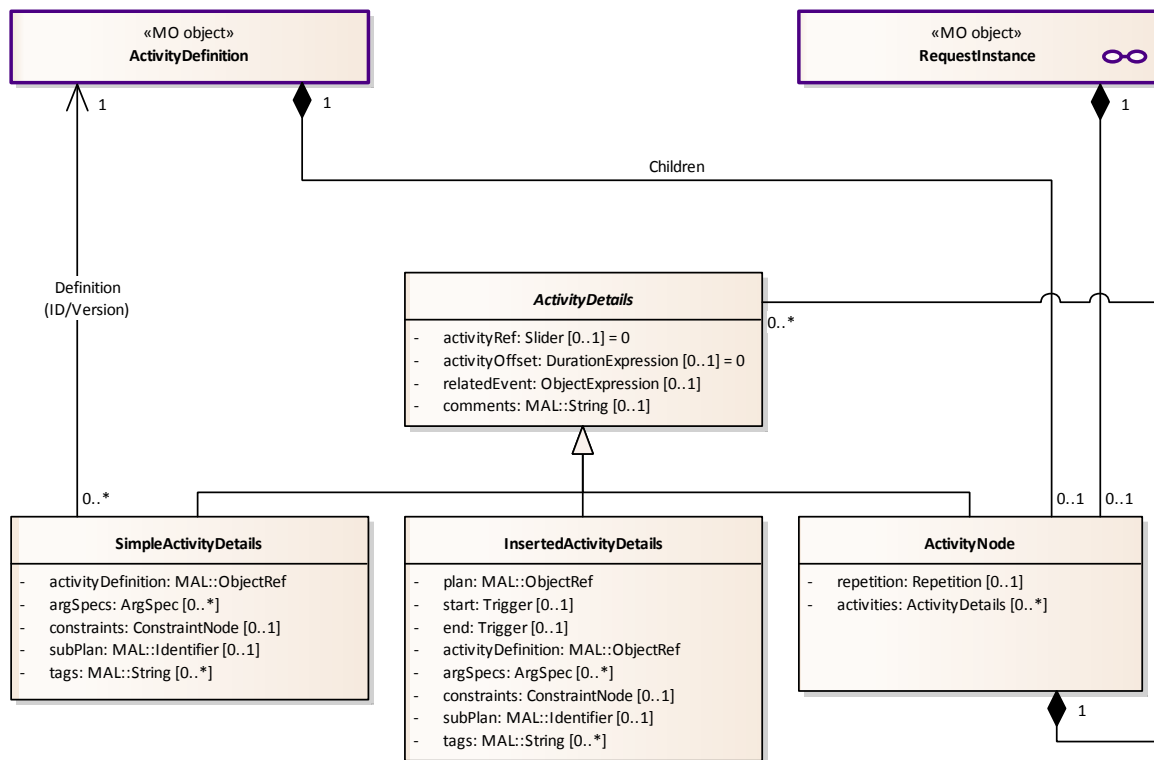 «MO object»
ActivityDefinition
«MO object»
RequestInstance
1
1
1
Children
Definition
(ID/Version)
ActivityDetails
- activityRef: Slider [0..1] = 0
- activityOffset: DurationExpression [0..1] = 0
- relatedEvent: ObjectExpression [0..1]
- comments: MAL::String [0..1]
0..*
0..*
0..1
0..1
SimpleActivityDetails
- activityDefinition: MAL::ObjectRef
- argSpecs: ArgSpec [0..*]
- constraints: ConstraintNode [0..1]
- subPlan: MAL::Identifier [0..1]
- tags: MAL::String [0..*]
InsertedActivityDetails
- plan: MAL::ObjectRef
- start: Trigger [0..1]
- end: Trigger [0..1]
- activityDefinition: MAL::ObjectRef
- argSpecs: ArgSpec [0..*]
- constraints: ConstraintNode [0..1]
- subPlan: MAL::Identifier [0..1]
- tags: MAL::String [0..*]
ActivityNode
- repetition: Repetition [0..1]
- activities: ActivityDetails [0..*]
1